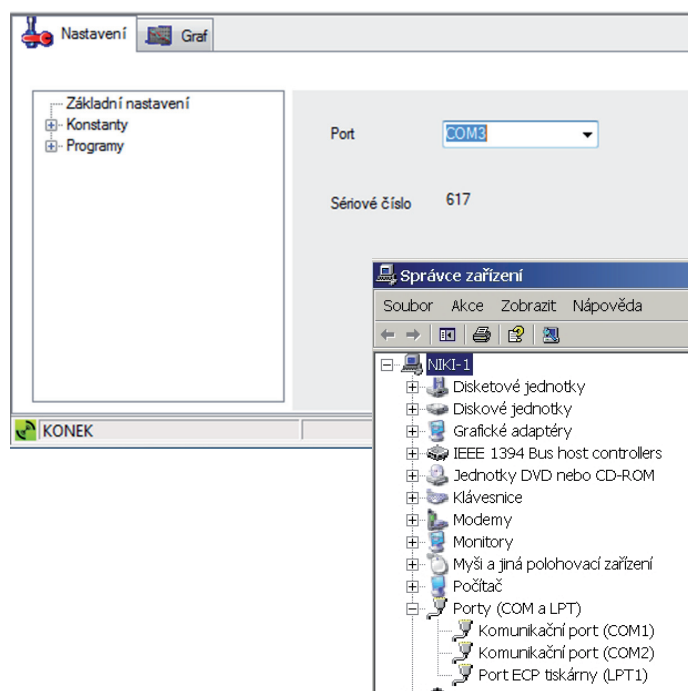 Nastavení
Graf
Základní nastavení
Konstanty
Programy
Port
COM3
Sériové číslo
617
KONEK
Správce zařízení
Soubor Akce Zobrazit Nápověda
NIKI-1
Disketové jednotky
Diskové jednotky
Grafické adaptéry
IEEE 1394 Bus host controllers
Jednotky DVD nebo CD-ROM
Klávesnice
Modemy
Monitory
Myši a jiná polohovací zařízení
Počítač
Porty (COM a LPT)
Komunikační port (COM1)
Komunikační port (COM2)
Port ECP tiskárny (LPT1)